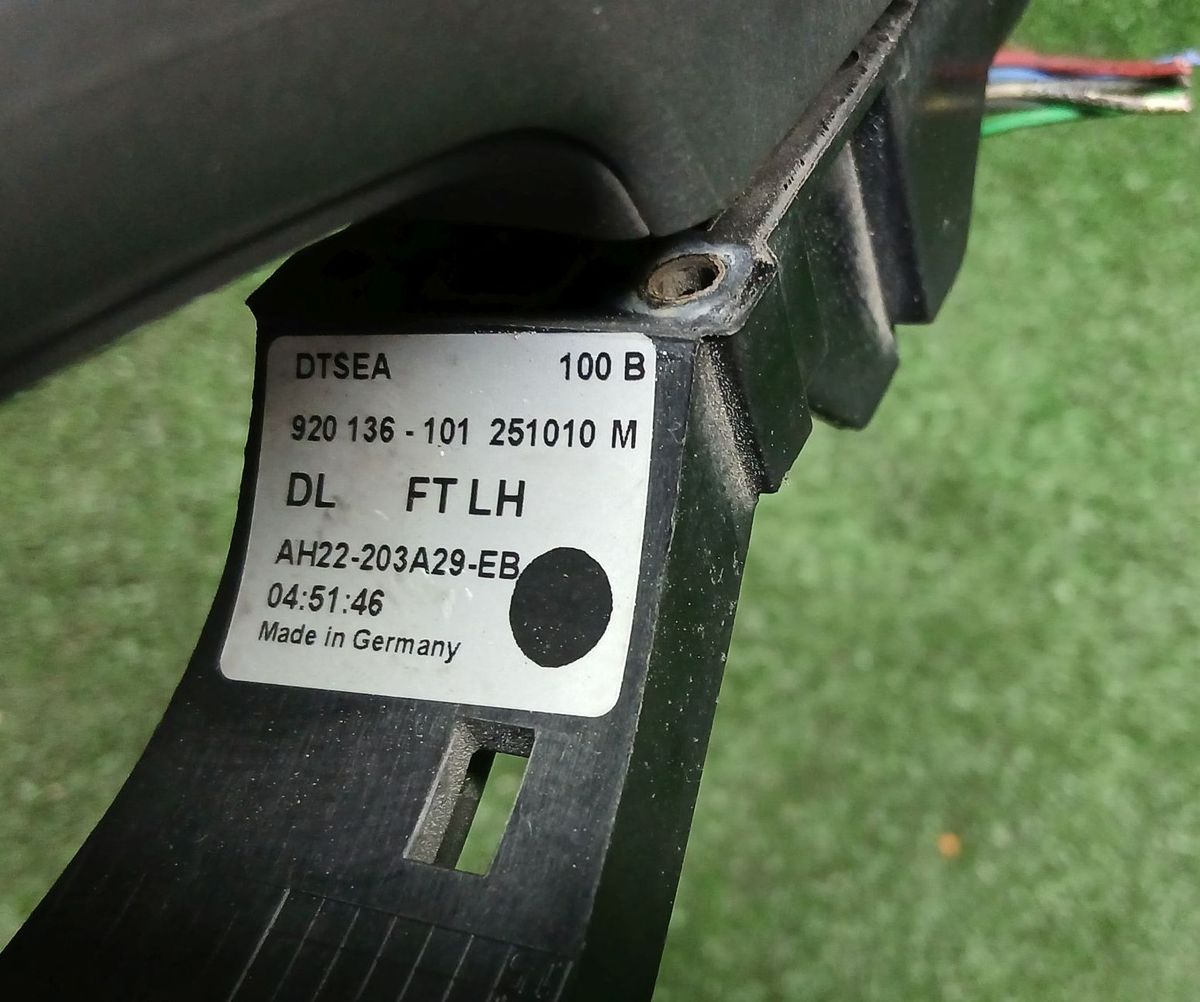 DTSEA 100 B
920 136 - 101 251010 M
DL FT LH
AH22-203A29-EB
04:51:46
Made in Germany